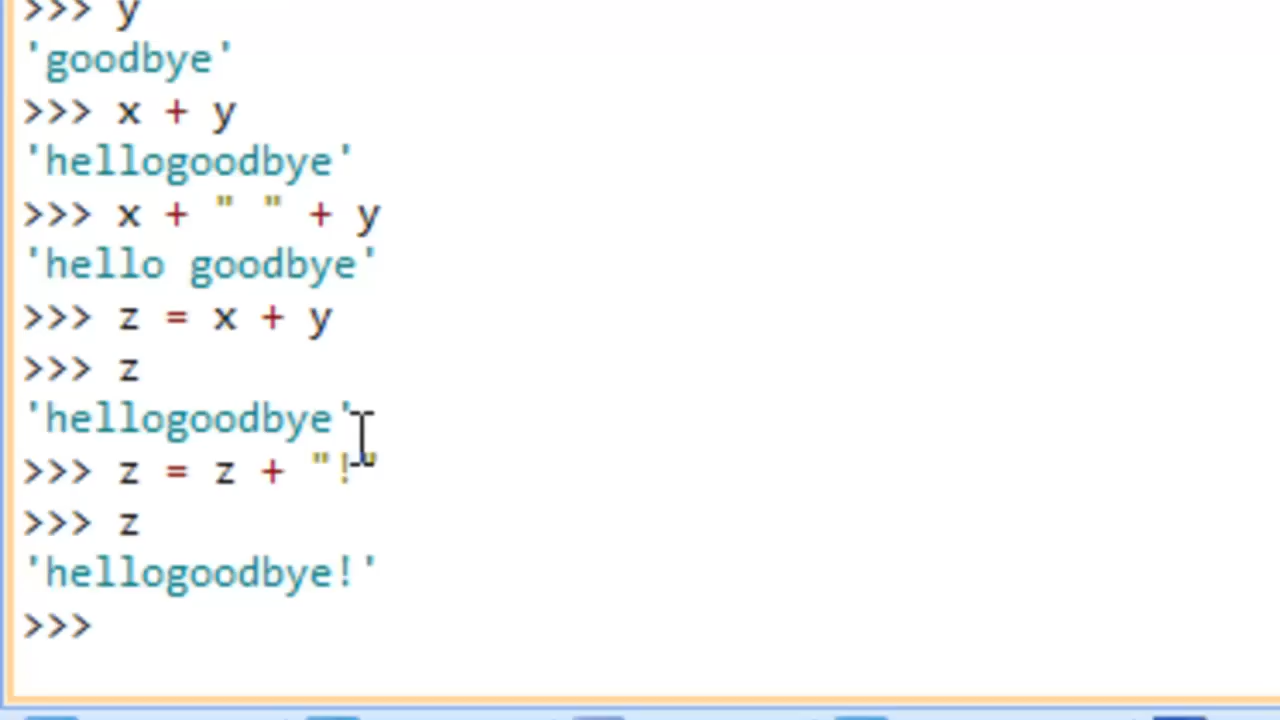 >>> y
'goodbye'
>>> x + y
'hellogoodbye'
>>> x + " " + y
'hello goodbye'
>>> z = x + y
>>> z
'hellogoodbye'
>>> z = z + "!"
>>> z
'hellogoodbye!'
>>>